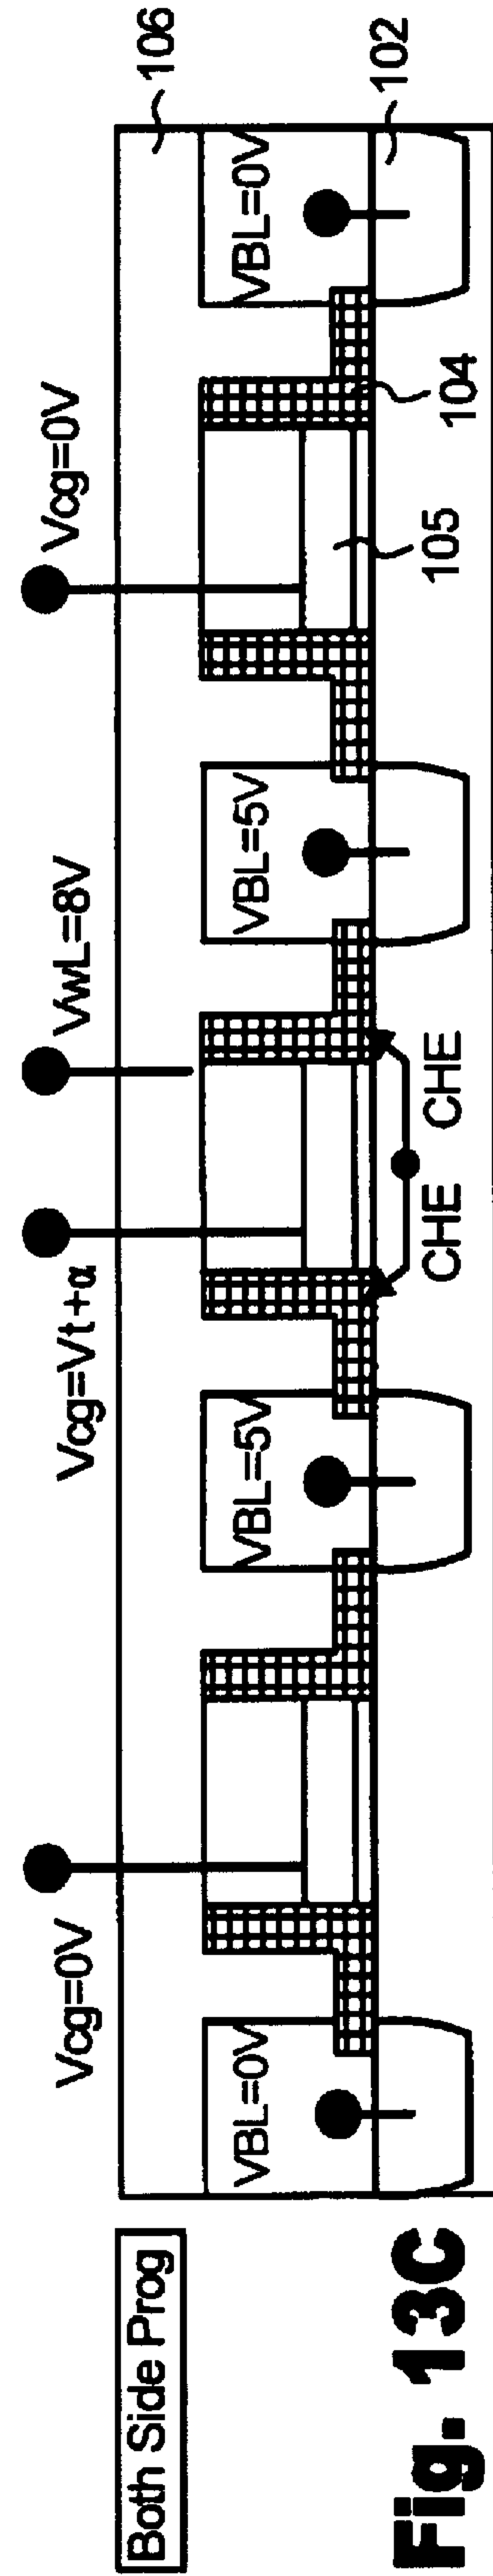 Both Side Prog
Vcg=0V
Vcg=Vt+α
VwL=8V
Vcg=0V
106
VBL=0V
VBL=5V
VBL=5V
VBL=0V
102
CHE
CHE
105
104
Fig. 13C